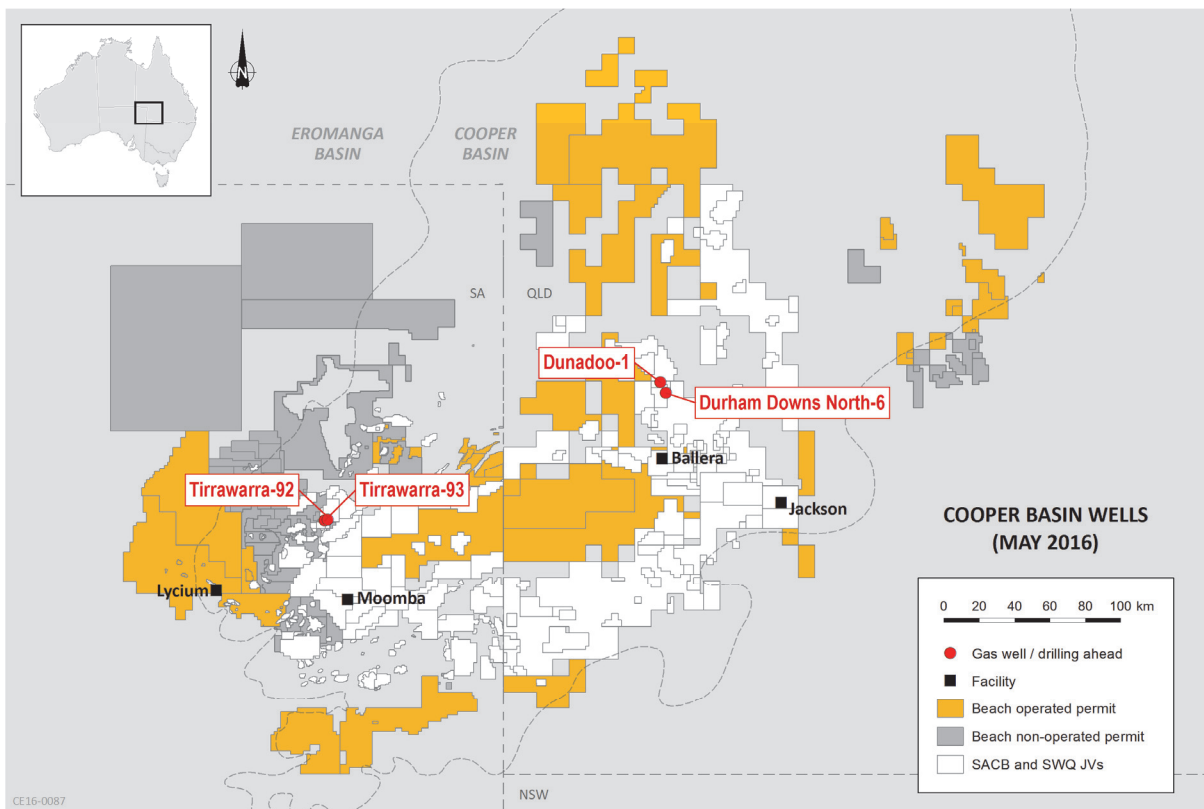 N
EROMANGA
BASIN
COOPER
BASIN
SA
QLD
Dunadoo-1
Durham Downs North-6
Ballera
Tirrawarra-92
Tirrawarra-93
Jackson
Lycium
Moomba
COOPER BASIN WELLS
(MAY 2016)
0 20 40 60 80 100 km
Gas well / drilling ahead
Facility
Beach operated permit
Beach non-operated permit
SACB and SWQ JVs
NSW
CE16-0087